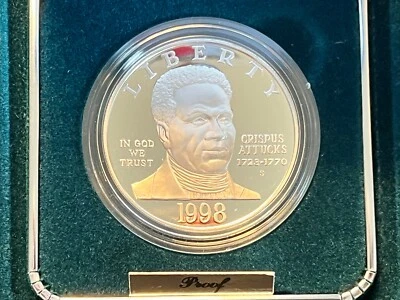 LIBERTY
IN GOD
WE
TRUST
CRISPUS
ATTUCKS
1723-1770
S
1998
Proof